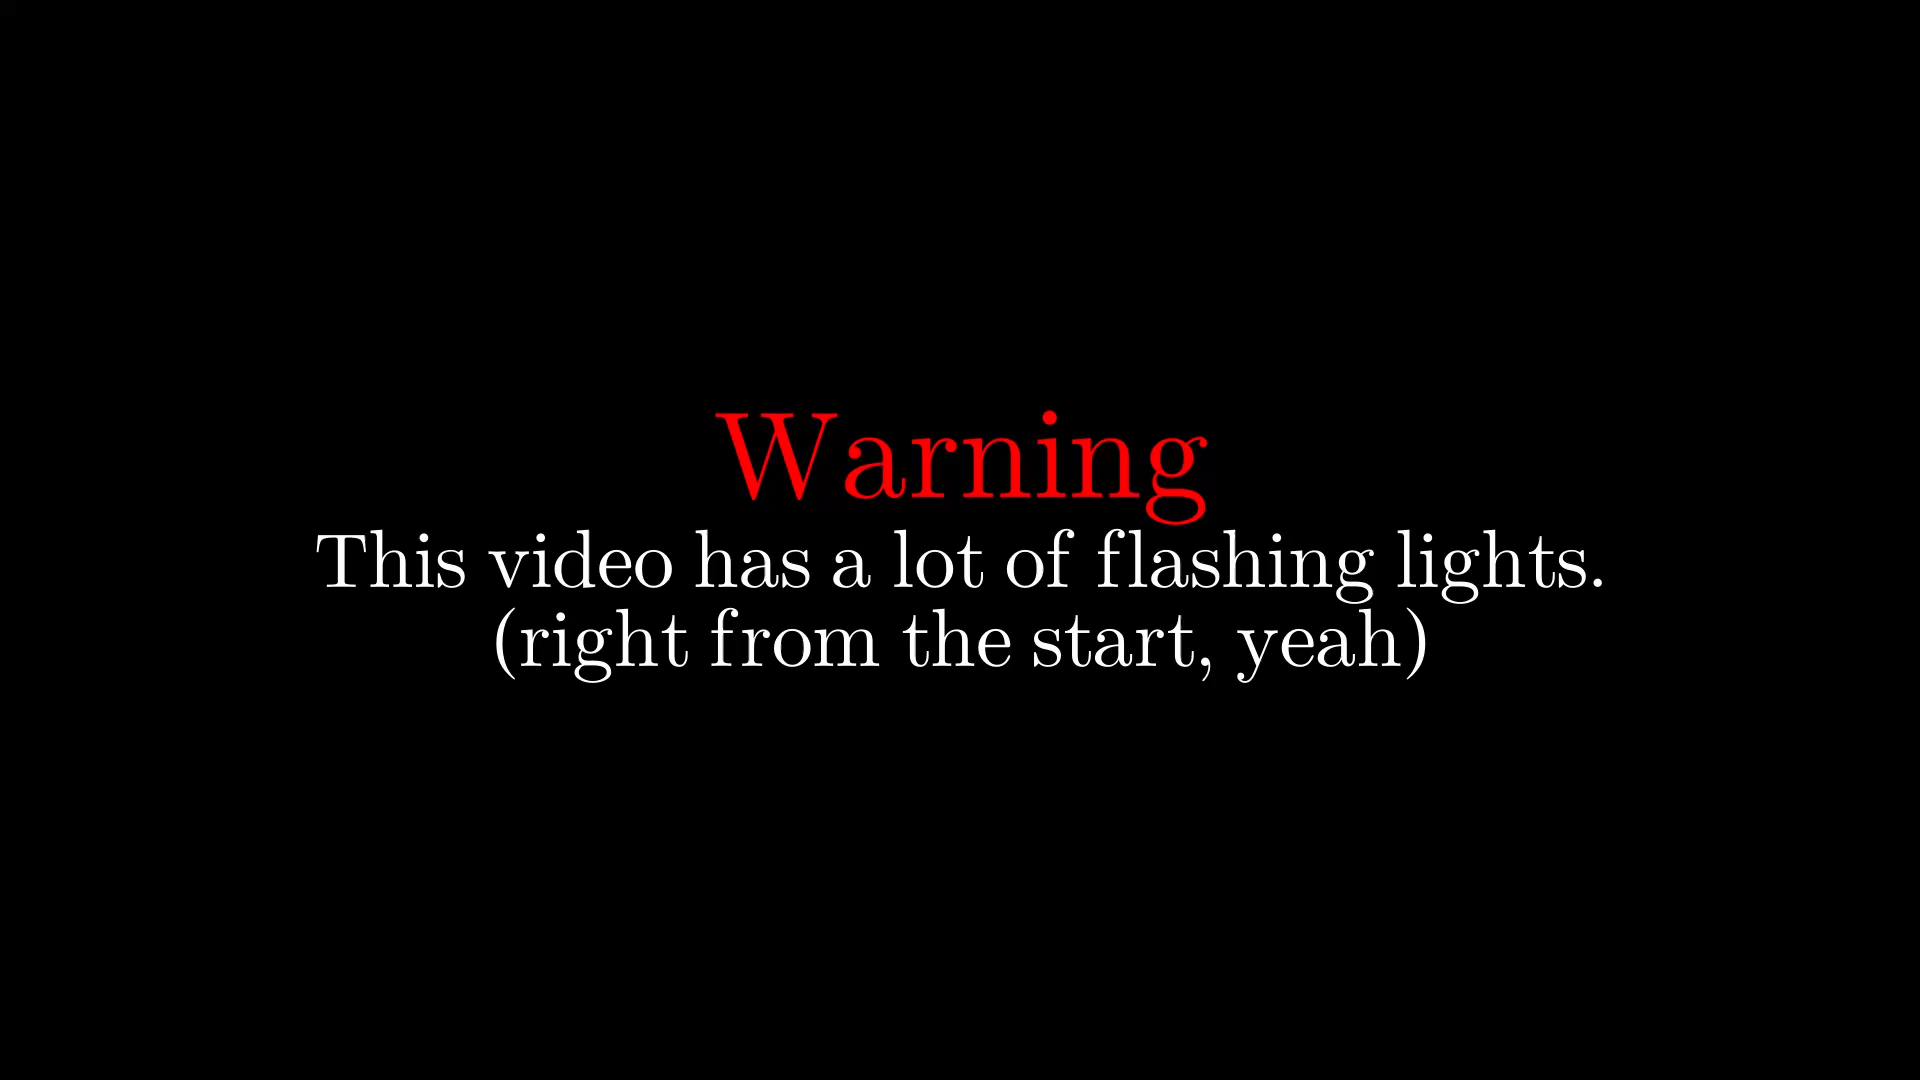 Warning
This video has a lot of flashing lights.
(right from the start, yeah)